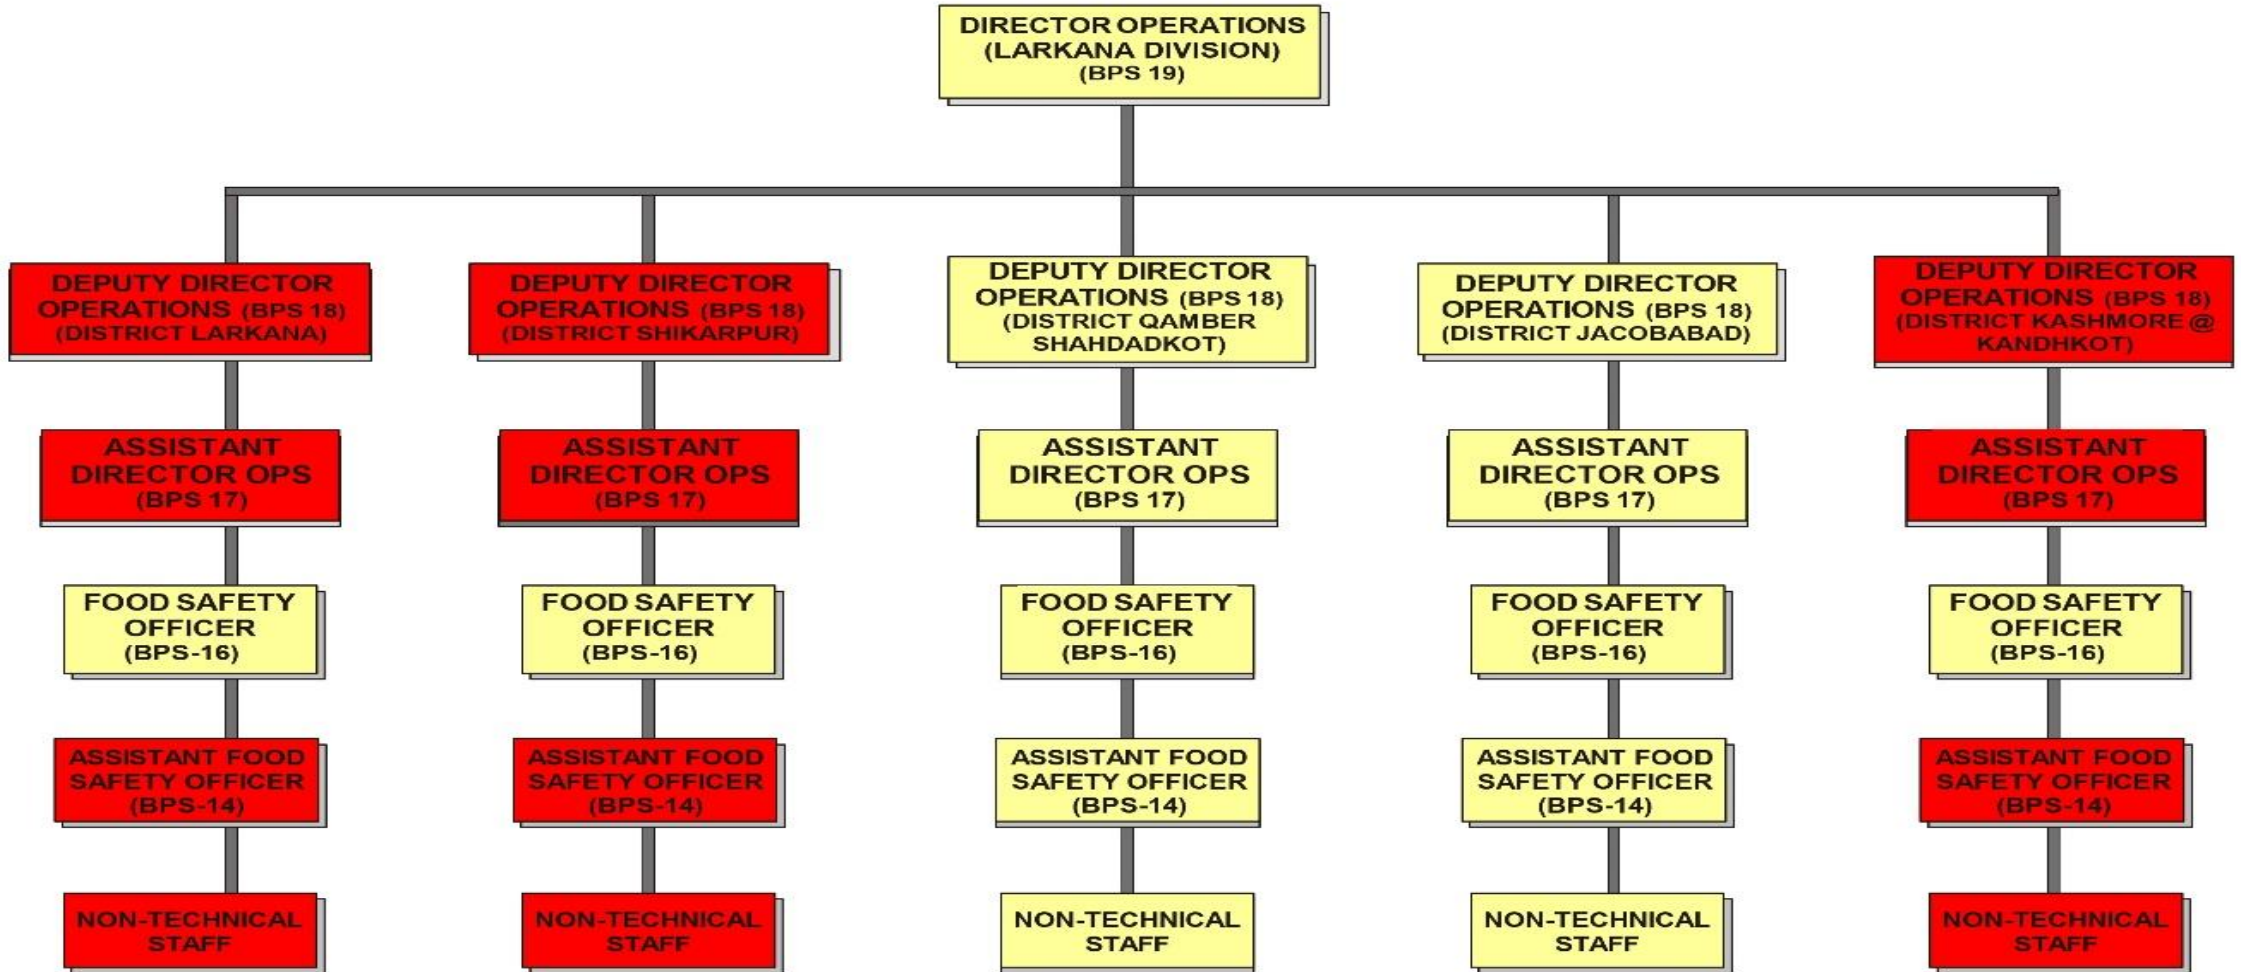 DIRECTOR OPERATIONS
(LARKANA DIVISION)
(BPS 19)
DEPUTY DIRECTOR
OPERATIONS (BPS 18)
(DISTRICT LARKANA)
DEPUTY DIRECTOR
OPERATIONS (BPS 18)
(DISTRICT SHIKARPUR)
DEPUTY DIRECTOR
OPERATIONS (BPS 18)
(DISTRICT QAMBER
SHAHDADKOT)
DEPUTY DIRECTOR
OPERATIONS (BPS 18)
(DISTRICT JACOBABAD)
DEPUTY DIRECTOR
OPERATIONS (BPS 18)
(DISTRICT KASHMORE @
KANDHKOT)
ASSISTANT
DIRECTOR OPS
(BPS 17)
ASSISTANT
DIRECTOR OPS
(BPS 17)
ASSISTANT
DIRECTOR OPS
(BPS 17)
ASSISTANT
DIRECTOR OPS
(BPS 17)
ASSISTANT
DIRECTOR OPS
(BPS 17)
FOOD SAFETY
OFFICER
(BPS-16)
FOOD SAFETY
OFFICER
(BPS-16)
FOOD SAFETY
OFFICER
(BPS-16)
FOOD SAFETY
OFFICER
(BPS-16)
FOOD SAFETY
OFFICER
(BPS-16)
ASSISTANT FOOD
SAFETY OFFICER
(BPS-14)
ASSISTANT FOOD
SAFETY OFFICER
(BPS-14)
ASSISTANT FOOD
SAFETY OFFICER
(BPS-14)
ASSISTANT FOOD
SAFETY OFFICER
(BPS-14)
ASSISTANT FOOD
SAFETY OFFICER
(BPS-14)
NON-TECHNICAL
STAFF
NON-TECHNICAL
STAFF
NON-TECHNICAL
STAFF
NON-TECHNICAL
STAFF
NON-TECHNICAL
STAFF